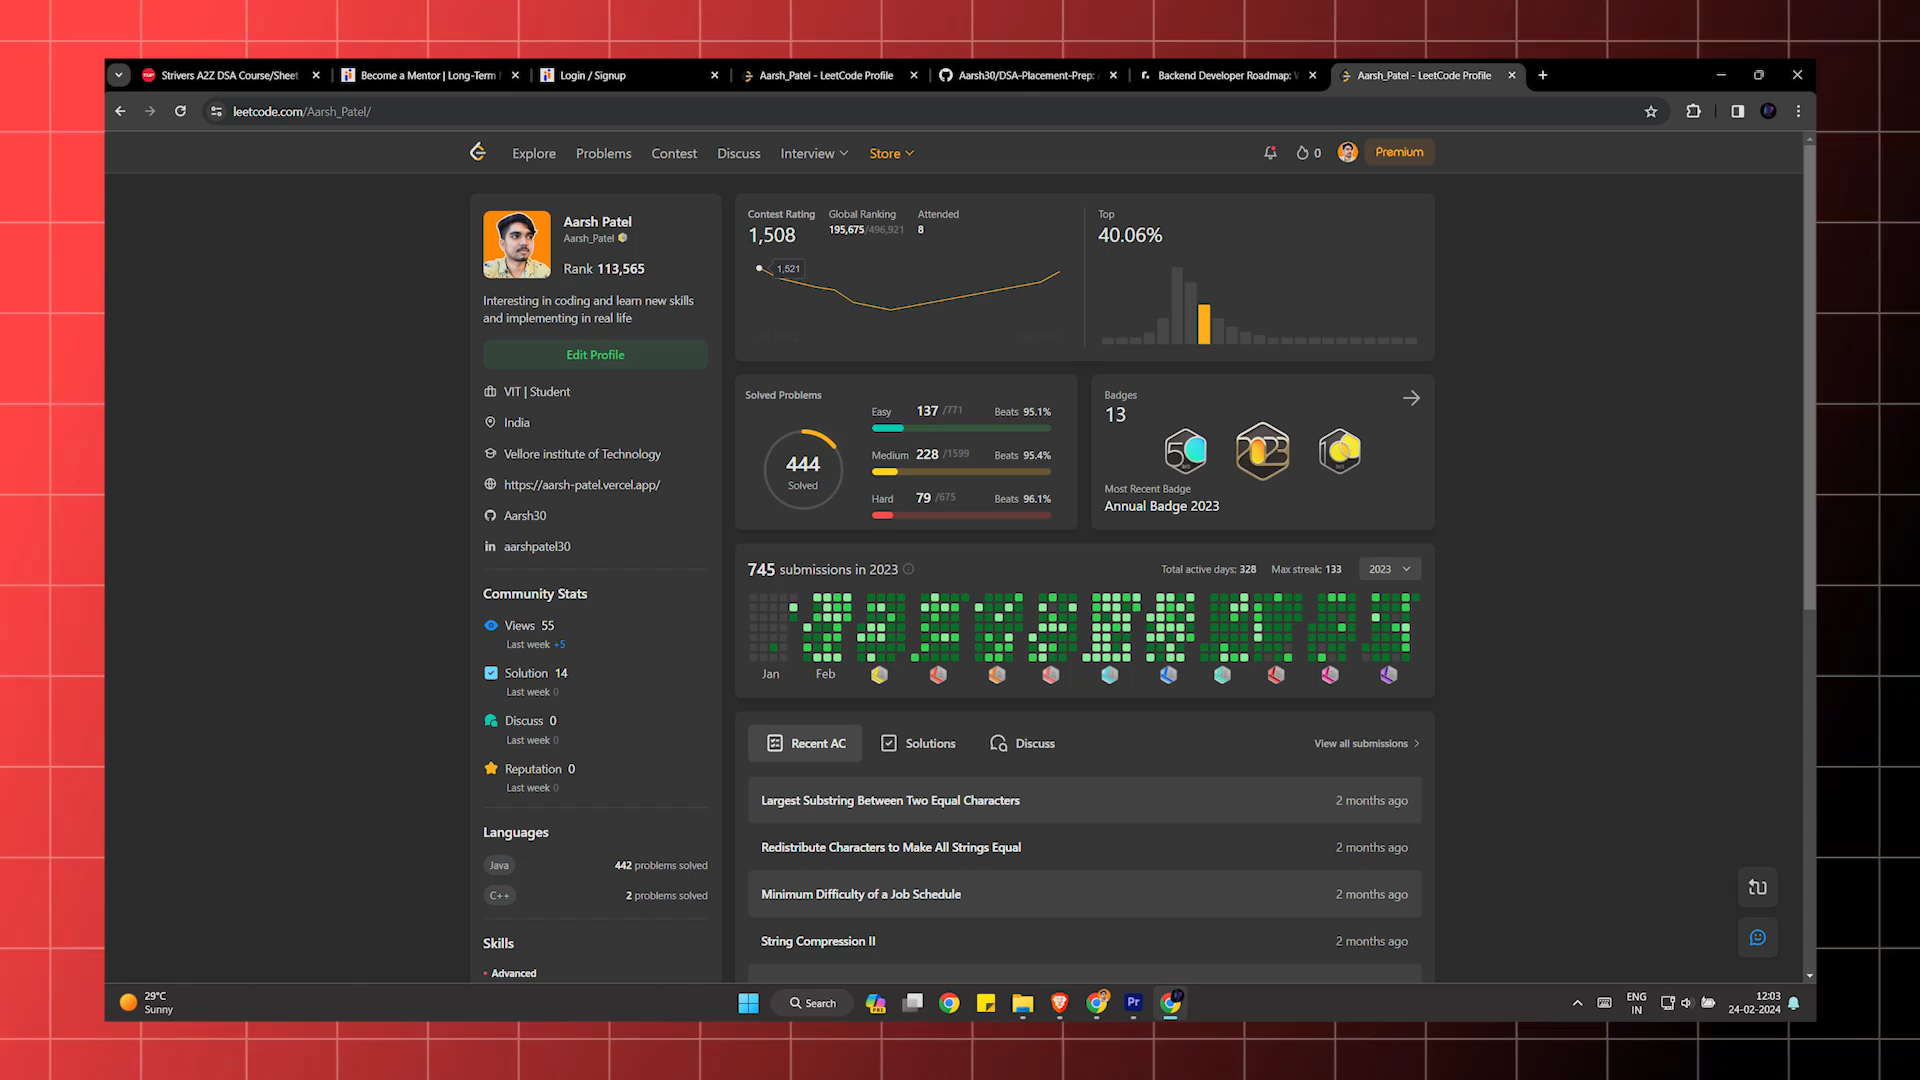 Strivers A2Z DSA Course/Sheet
Become a Mentor | Long-Term
Login / Signup
Aarsh_Patel - LeetCode Profile
Aarsh30/DSA-Placement-Prep:
Backend Developer Roadmap:
Aarsh_Patel - LeetCode Profile
leetcode.com/Aarsh_Patel/
Explore
Problems
Contest
Discuss
Interview
Store
0
Premium
Aarsh Patel
Aarsh_Patel
Rank 113,565
Interesting in coding and learn new skills
and implementing in real life
Edit Profile
VIT | Student
India
Vellore institute of Technology
https://aarsh-patel.vercel.app/
Aarsh30
aarshpatel30
Community Stats
Views 55
Last week +5
Solution 14
Last week 0
Discuss 0
Last week 0
Reputation 0
Last week 0
Languages
Java 442 problems solved
C++ 2 problems solved
Skills
Advanced
Contest Rating
1,508
Global Ranking
195,675/496,921
Attended
8
1,521
Top
40.06%
Solved Problems
444
Solved
Easy 137 /771 Beats 95.1%
Medium 228 /1599 Beats 95.4%
Hard 79 /675 Beats 96.1%
Badges
13
50
2023
100
Most Recent Badge
Annual Badge 2023
745 submissions in 2023
Total active days: 328
Max streak: 133
2023
Jan
Feb
Recent AC
Solutions
Discuss
View all submissions
Largest Substring Between Two Equal Characters 2 months ago
Redistribute Characters to Make All Strings Equal 2 months ago
Minimum Difficulty of a Job Schedule 2 months ago
String Compression II 2 months ago
29°C
Sunny
Search
PRE
Pr
ENG
IN
12:03
24-02-2024